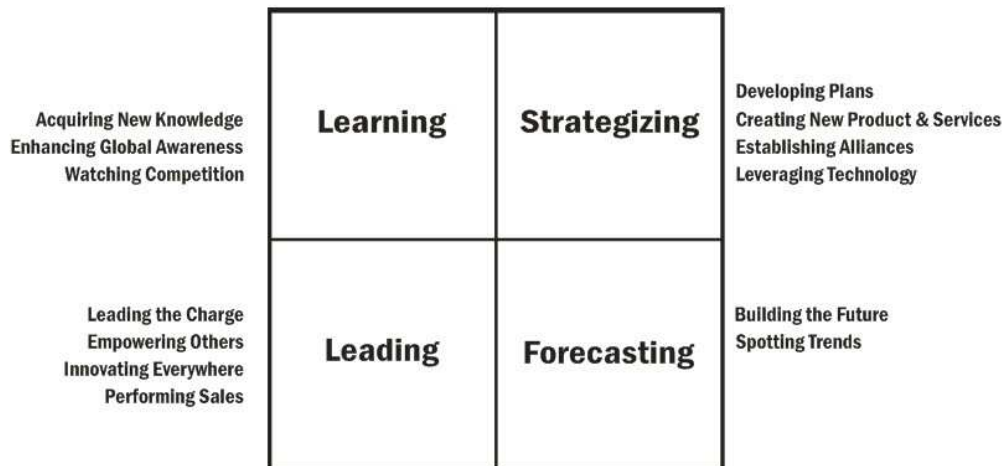 Acquiring New Knowledge
Enhancing Global Awareness
Watching Competition
Learning
Strategizing
Developing Plans
Creating New Product & Services
Establishing Alliances
Leveraging Technology
Leading the Charge
Empowering Others
Innovating Everywhere
Performing Sales
Leading
Forecasting
Building the Future
Spotting Trends